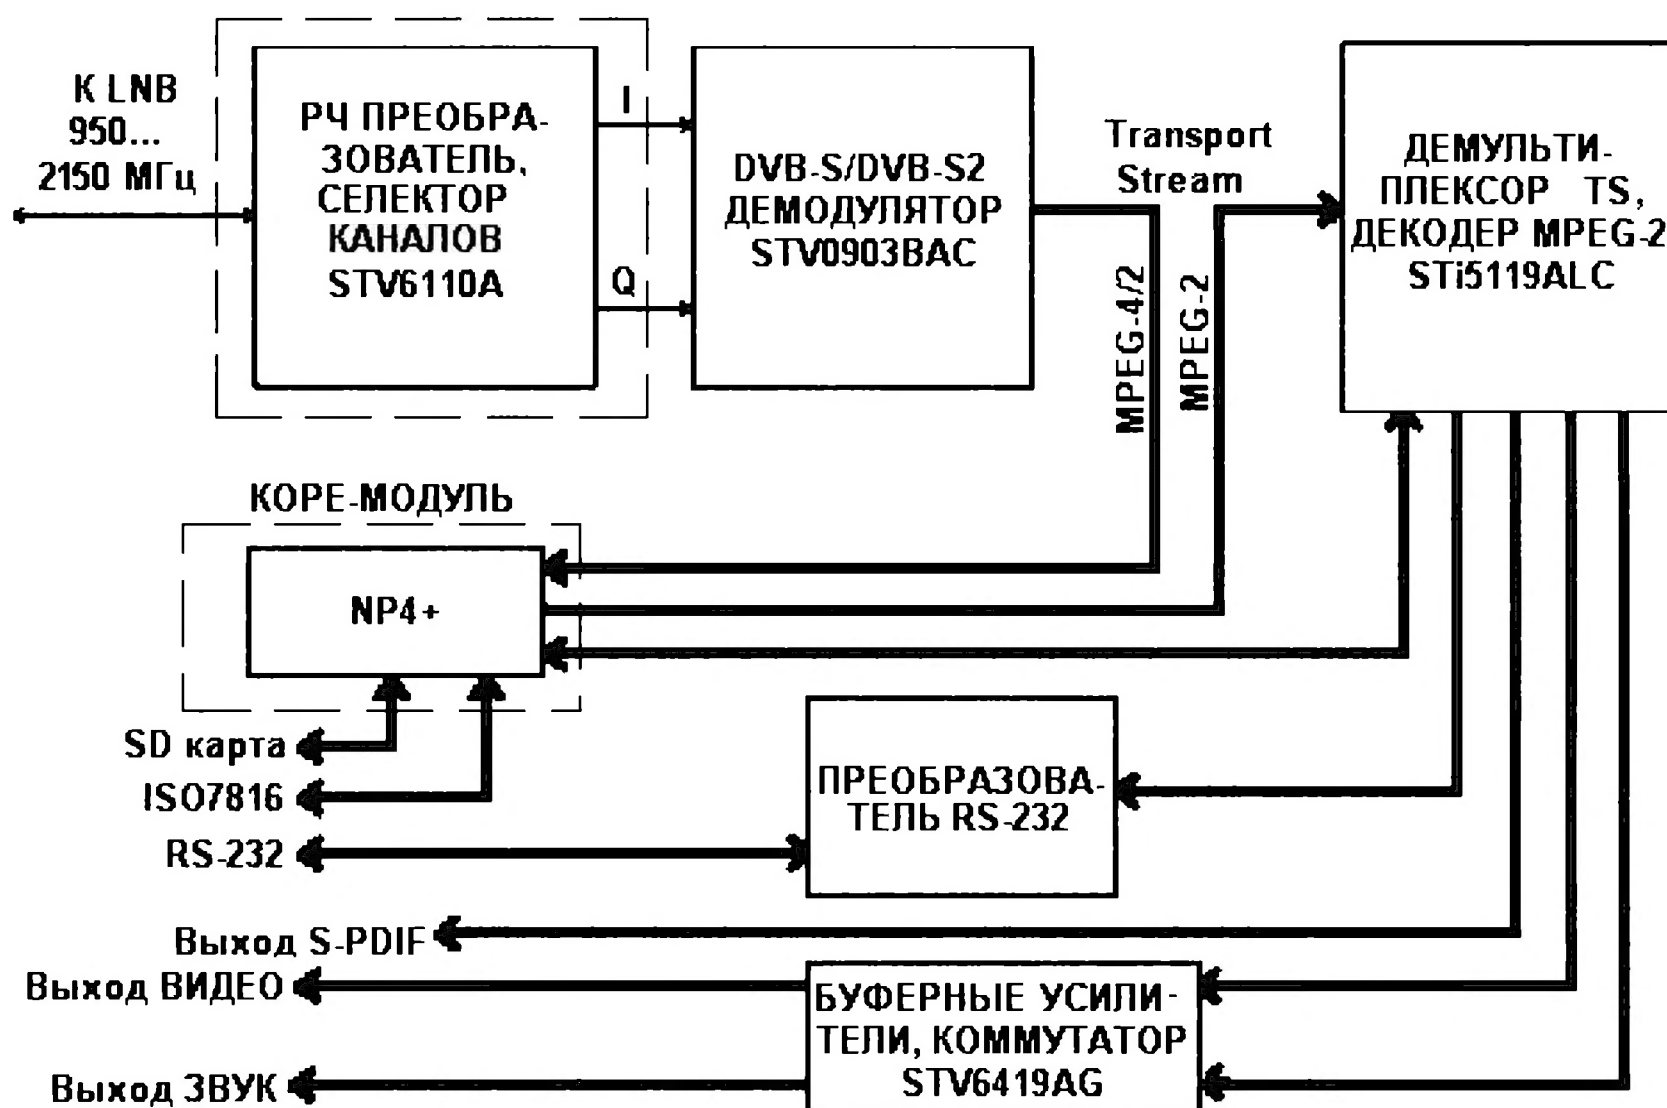 К LNB
950...
2150 МГц
РЧ ПРЕОБРА-
ЗОВАТЕЛЬ,
СЕЛЕКТОР
КАНАЛОВ
STV6110A
I
Q
DVB-S/DVB-S2
ДЕМОДУЛЯТОР
STV0903BAC
Transport
Stream
MPEG-4/2
MPEG-2
ДЕМУЛЬТИ-
ПЛЕКСОР TS,
ДЕКОДЕР MPEG-2
STi5119ALC
КОРЕ-МОДУЛЬ
NP4+
SD карта
ISO7816
RS-232
ПРЕОБРАЗОВА-
ТЕЛЬ RS-232
Выход S-PDIF
Выход ВИДЕО
Выход ЗВУК
БУФЕРНЫЕ УСИЛИ-
ТЕЛИ, КОММУТАТОР
STV6419AG